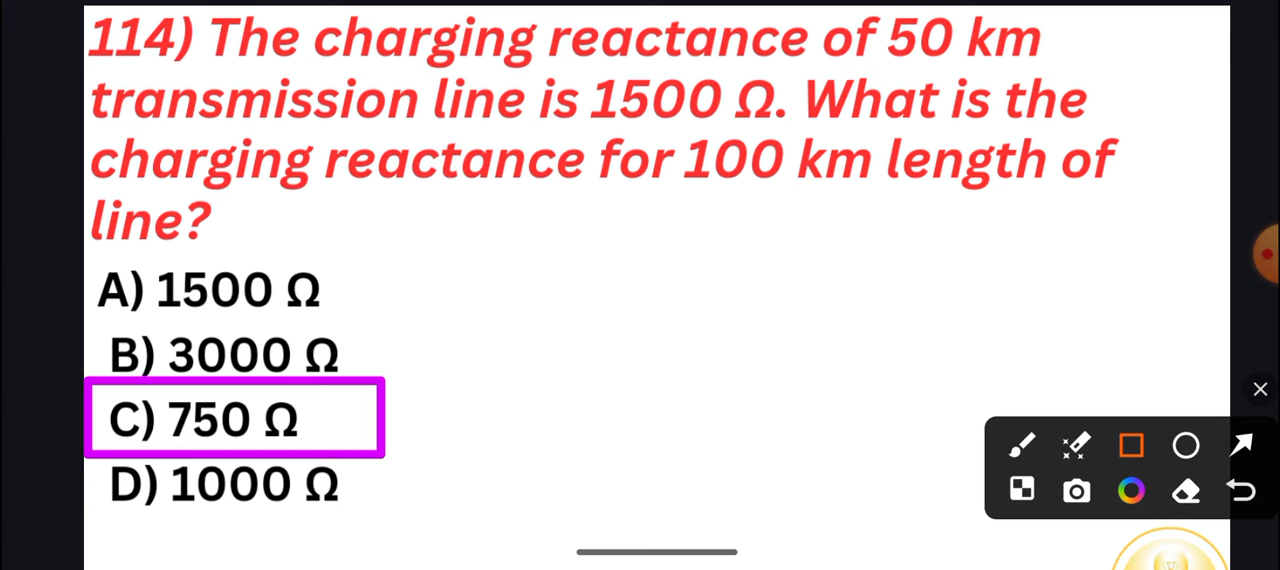 114) The charging reactance of 50 km
transmission line is 1500 Ω. What is the
charging reactance for 100 km length of
line?
A) 1500 Ω
B) 3000 Ω
C) 750 Ω
D) 1000 Ω